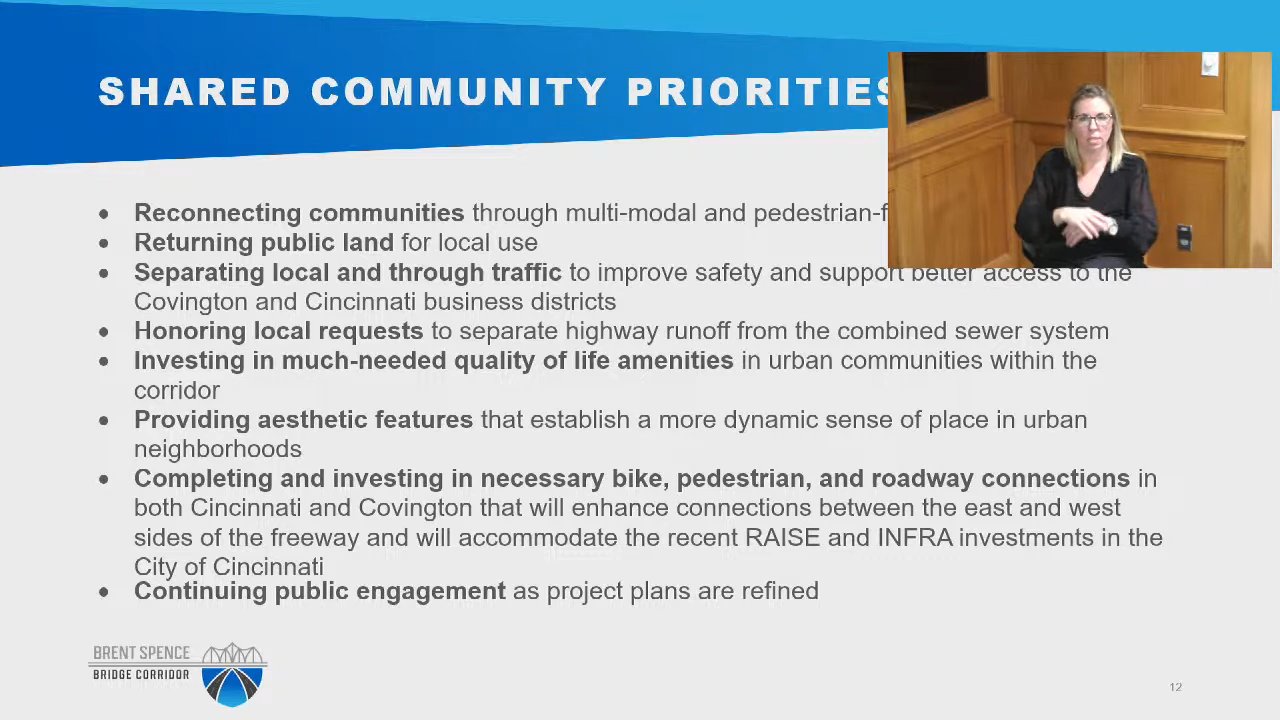 SHARED COMMUNITY PRIORITIES
• Reconnecting communities through multi-modal and
• Returning public land for local use
• Separating local and through traffic to improve safety and support better access to the
Covington and Cincinnati business districts
• Honoring local requests to separate highway runoff from the combined sewer system
• Investing in much-needed quality of life amenities in urban communities within the
corridor
• Providing aesthetic features that establish a more dynamic sense of place in urban
neighborhoods
• Completing and investing in necessary bike, pedestrian, and roadway connections in
both Cincinnati and Covington that will enhance connections between the east and west
sides of the freeway and will accommodate the recent RAISE and INFRA investments in the
City of Cincinnati
• Continuing public engagement as project plans are refined
BRENT SPENCE
BRIDGE CORRIDOR
12